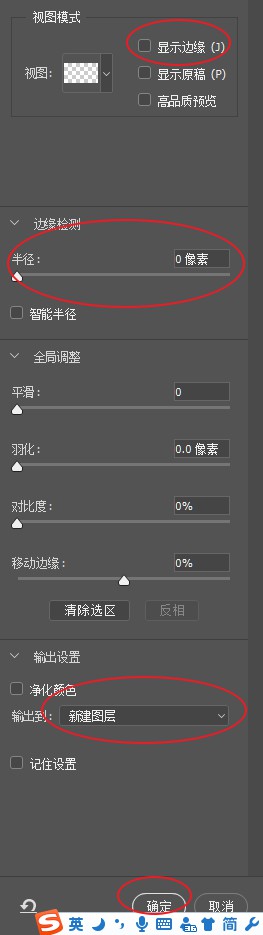 视图模式
显示边缘 (J)
视图:
显示原稿 (P)
高品质预览
边缘检测
半径:
0 像素
智能半径
全局调整
平滑:
0
羽化:
0.0 像素
对比度:
0%
移动边缘:
0%
清除选区
反相
输出设置
净化颜色
输出到:
新建图层
记住设置
确定
取消
S 英 简